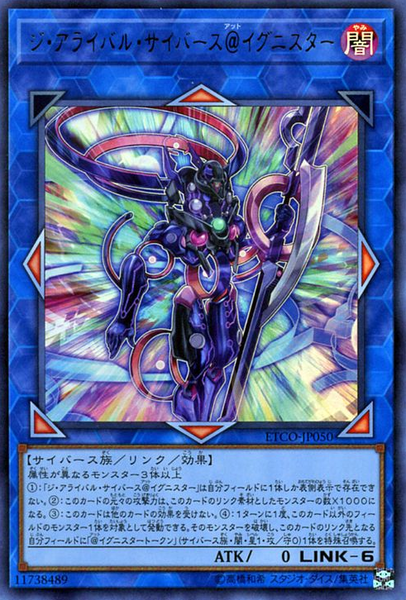 ジ・アライバル・サイバース@イグニスター
アット
闇
やみ
ETCO-JP050
【サイバース族／リンク／効果】
属性が異なるモンスター3体以上
①：「ジ・アライバル・サイバース@イグニスター」は自分フィールドに1体しか表側表示で存在でき
ない。②：このカードの元々の攻撃力は、このカードのリンク素材としたモンスターの数×1000にな
る。③：このカードは他のカードの効果を受けない。④：1ターンに1度、このカード以外のフィー
ルドのモンスター1体を対象として発動できる。そのモンスターを破壊し、このカードのリンク先となる
自分フィールドに「@イグニスタートークン」（サイバース族・闇・星1・攻／守0）1体を特殊召喚する。
ATK/ 0 LINK-6
11738489
©高橋和希 スタジオ・ダイス/集英社